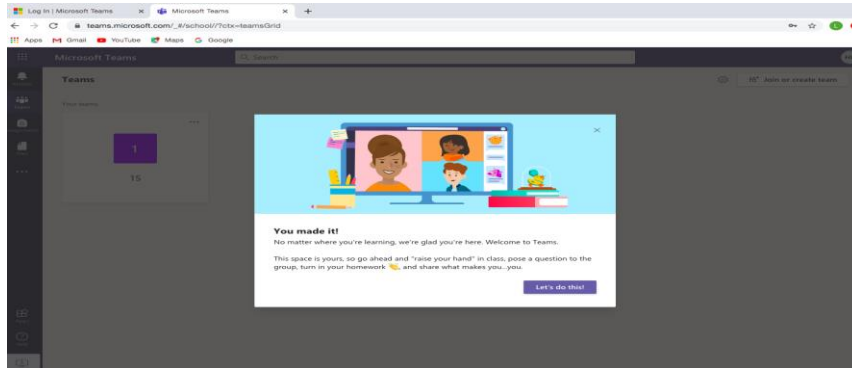 Log In | Microsoft Teams
Microsoft Teams
teams.microsoft.com/_#/school//?ctx=teamsGrid
Apps
Gmail
YouTube
Maps
Google
Microsoft Teams
Search
Teams
Join or create team
Your teams
1
15
You made it!
No matter where you're learning, we're glad you're here. Welcome to Teams.
This space is yours, so go ahead and "raise your hand" in class, pose a question to the
group, turn in your homework 👏, and share what makes you...you.
Let's do this!